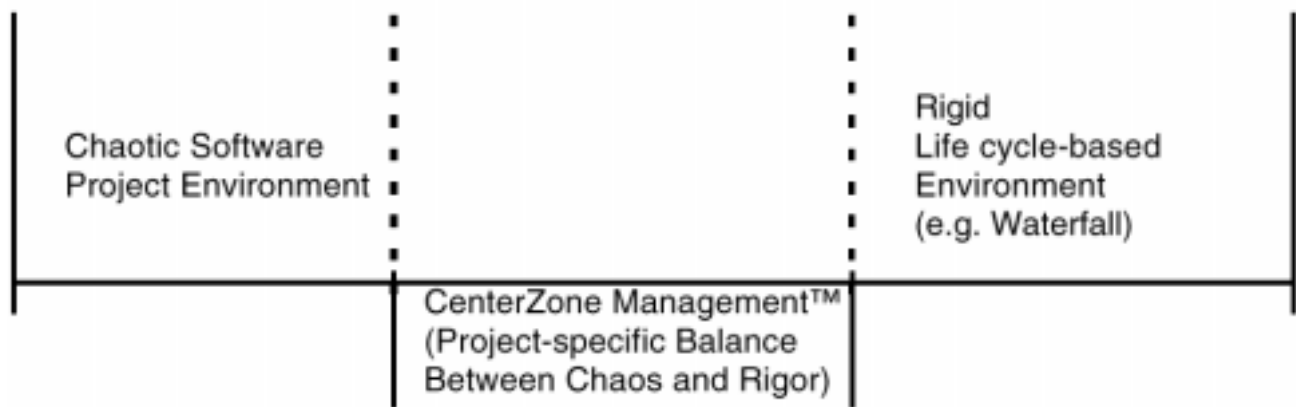 Chaotic Software
Project Environment
Rigid
Life cycle-based
Environment
(e.g. Waterfall)
CenterZone Management™
(Project-specific Balance
Between Chaos and Rigor)